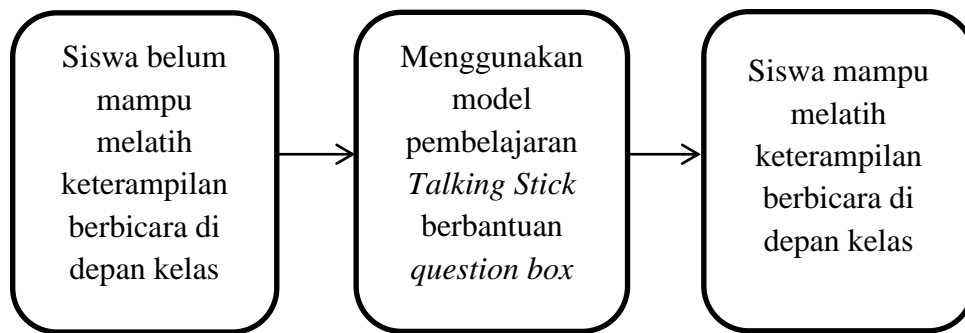 Siswa belum
mampu
melatih
keterampilan
berbicara di
depan kelas
Menggunakan
model
pembelajaran
Talking Stick
berbantuan
question box
Siswa mampu
melatih
keterampilan
berbicara di
depan kelas